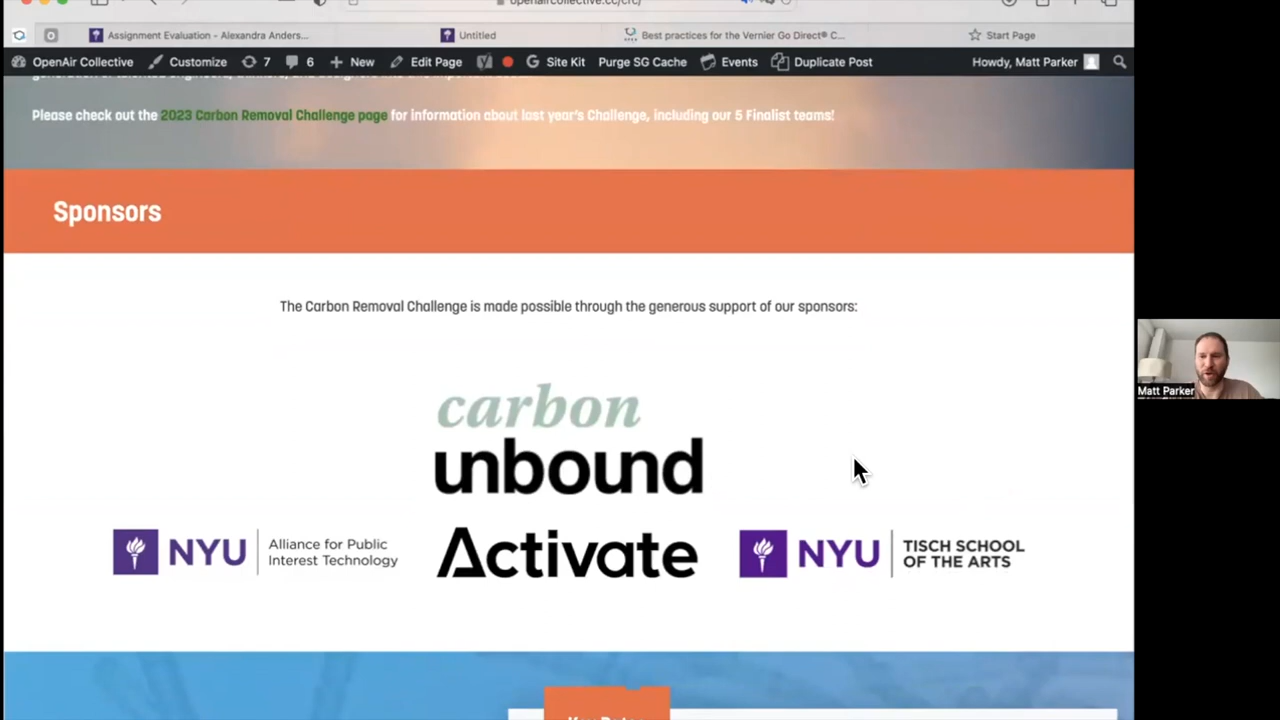 openaircollective.cc/crc/
Assignment Evaluation - Alexandra Anders...
Untitled
Best practices for the Vernier Go Direct® C...
Start Page
OpenAir Collective
Customize
7
6
New
Edit Page
Site Kit
Purge SG Cache
Events
Duplicate Post
Howdy, Matt Parker
Please check out the 2023 Carbon Removal Challenge page for information about last year's Challenge, including our 5 Finalist teams!
Sponsors
The Carbon Removal Challenge is made possible through the generous support of our sponsors:
carbon
unbound
NYU
Alliance for Public
Interest Technology
Activate
NYU
TISCH SCHOOL
OF THE ARTS
Matt Parker